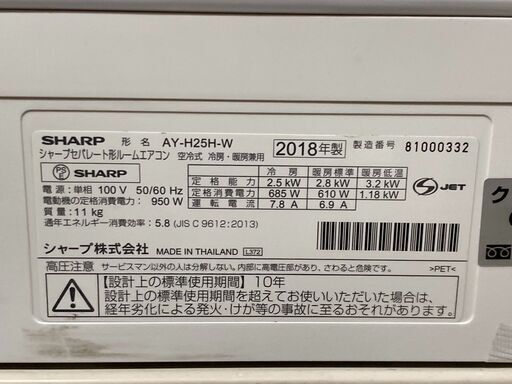 SHARP 形名 AY-H25H-W 2018年製 製造番号 81000332
シャープセパレート形ルームエアコン 空冷式 冷房・暖房兼用
PS E SHARP
冷房 暖房標準 暖房低温
定格能力 2.5 kW 2.8 kW 3.2 kW
定格消費電力 685 W 610 W 1.18 kW
運転電流 7.8 A 6.9 A
S JET
電源:単相 100 V 50/60 Hz
電動機の定格消費電力: 950 W
質量:11 kg
通年エネルギー消費効率:5.8 (JIS C 9612:2013)
シャープ株式会社 MADE IN THAILAND L372
高圧注意 サービスマン以外の人は分解しない。内部に高電圧部があり、さわると危険です。 >PET<
【設計上の標準使用期間】10年
設計上の標準使用期間を超えてお使いいただいた場合は、
経年劣化による発火・けが等の事故に至るおそれがあります。
ク